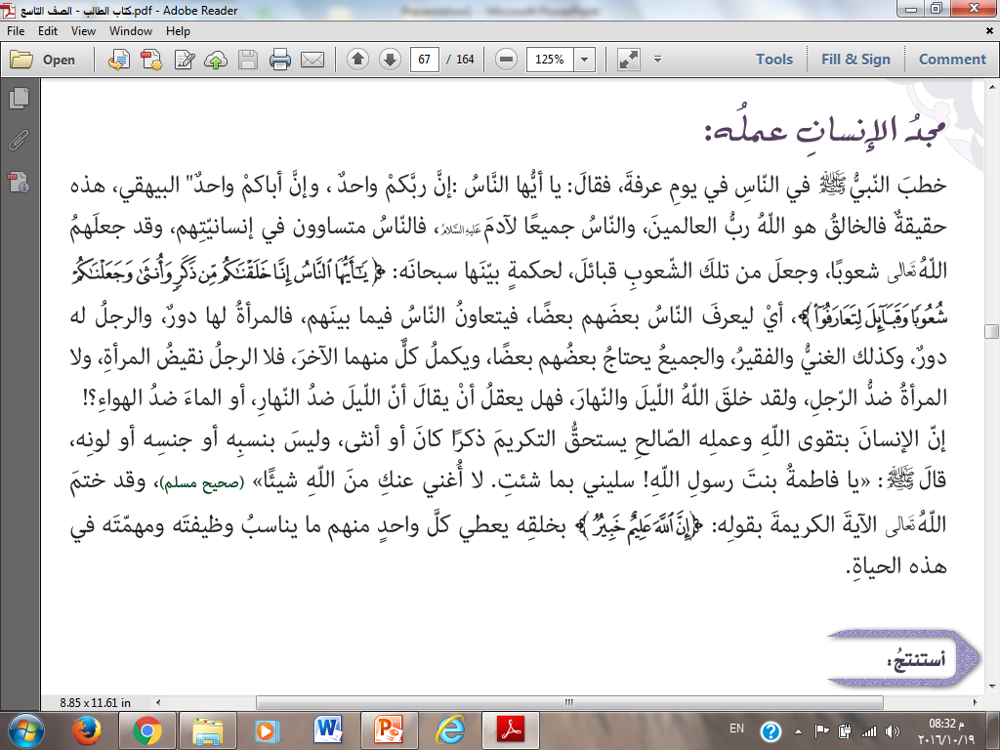 كتاب الطالب - الصف التاسع.pdf - Adobe Reader
File Edit View Window Help
Open 67 / 164 125% Tools Fill & Sign Comment
مجدُ الإنسانِ عملُه:
خطبَ النّبيُّ ﷺ في النّاسِ في يومِ عرفةَ، فقالَ: يا أيُّها النَّاسُ :إنَّ ربَّكمْ واحدٌ ، وإنَّ أباكمْ واحدٌ" البيهقي، هذه
حقيقةٌ فالخالقُ هو اللّهُ ربُّ العالمينَ، والنّاسُ جميعًا لآدمَ عليه السلام، فالنّاسُ متساوون في إنسانيّتِهم، وقد جعلَهمُ
اللّهُ تعالى شعوبًا، وجعلَ من تلكَ الشّعوبِ قبائلَ، لحكمةٍ بيّنَها سبحانَه: ﴿يَٰٓأَيُّهَا ٱلنَّاسُ إِنَّا خَلَقْنَٰكُم مِّن ذَكَرٍ وَأُنثَىٰ وَجَعَلْنَٰكُمْ
شُعُوبًا وَقَبَآئِلَ لِتَعَارَفُوٓا۟﴾، أيْ ليعرفَ النّاسُ بعضَهم بعضًا، فيتعاونُ النّاسُ فيما بينَهم، فالمرأةُ لها دورٌ، والرجلُ له
دورٌ، وكذلك الغنيُّ والفقيرُ، والجميعُ يحتاجُ بعضُهم بعضًا، ويكملُ كلٌّ منهما الآخرَ، فلا الرجلُ نقيضُ المرأةِ، ولا
المرأةُ ضدُّ الرّجلِ، ولقد خلقَ اللّهُ اللّيلَ والنّهارَ، فهل يعقلُ أنْ يقالَ أنّ اللّيلَ ضدُ النّهارِ، أو الماءَ ضدُ الهواءِ؟!
إنّ الإنسانَ بتقوى اللّهِ وعملِه الصّالحِ يستحقُّ التكريمَ ذكرًا كانَ أو أنثى، وليسَ بنسبِه أو جنسِه أو لونِه،
قالَ ﷺ: «يا فاطمةُ بنتَ رسولِ اللّهِ! سليني بما شئتِ. لا أُغني عنكِ منَ اللّهِ شيئًا» (صحيح مسلم)، وقد ختمَ
اللّهُ تعالى الآيةَ الكريمةَ بقولِه: ﴿إِنَّ ٱللَّهَ عَلِيمٌ خَبِيرٌ﴾ بخلقِه يعطي كلَّ واحدٍ منهم ما يناسبُ وظيفتَه ومهمّتَه في
هذه الحياةِ.
أستنتجُ:
8.85 x 11.61 in
EN
08:32 م
٢٠١٦/١٠/١٩